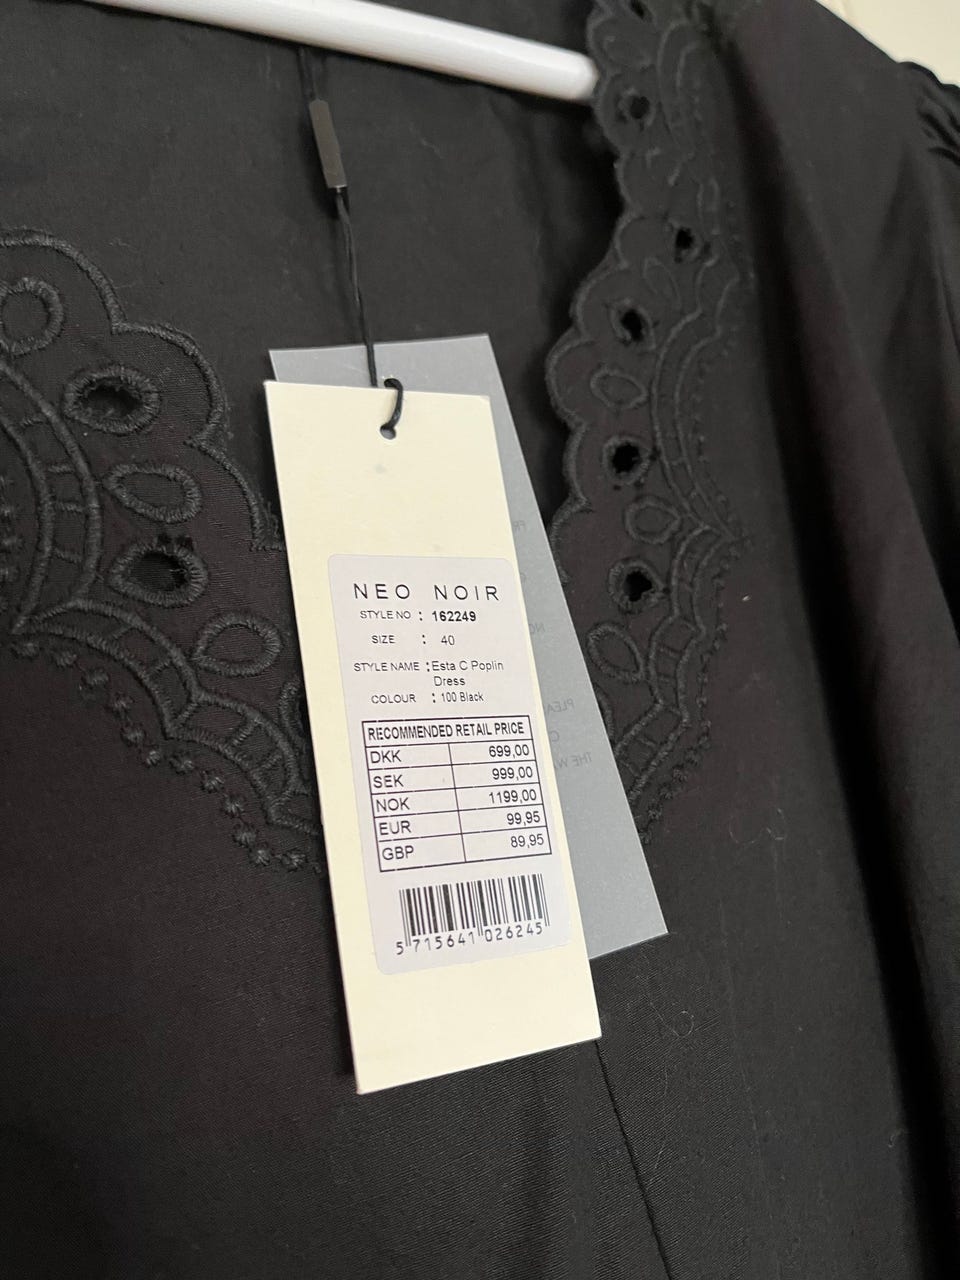 NEO NOIR
STYLE NO : 162249
SIZE : 40
STYLE NAME : Esta C Poplin
Dress
COLOUR : 100 Black
RECOMMENDED RETAIL PRICE
DKK 699,00
SEK 999,00
NOK 1199,00
EUR 99,95
GBP 89,95
5 715641 026245